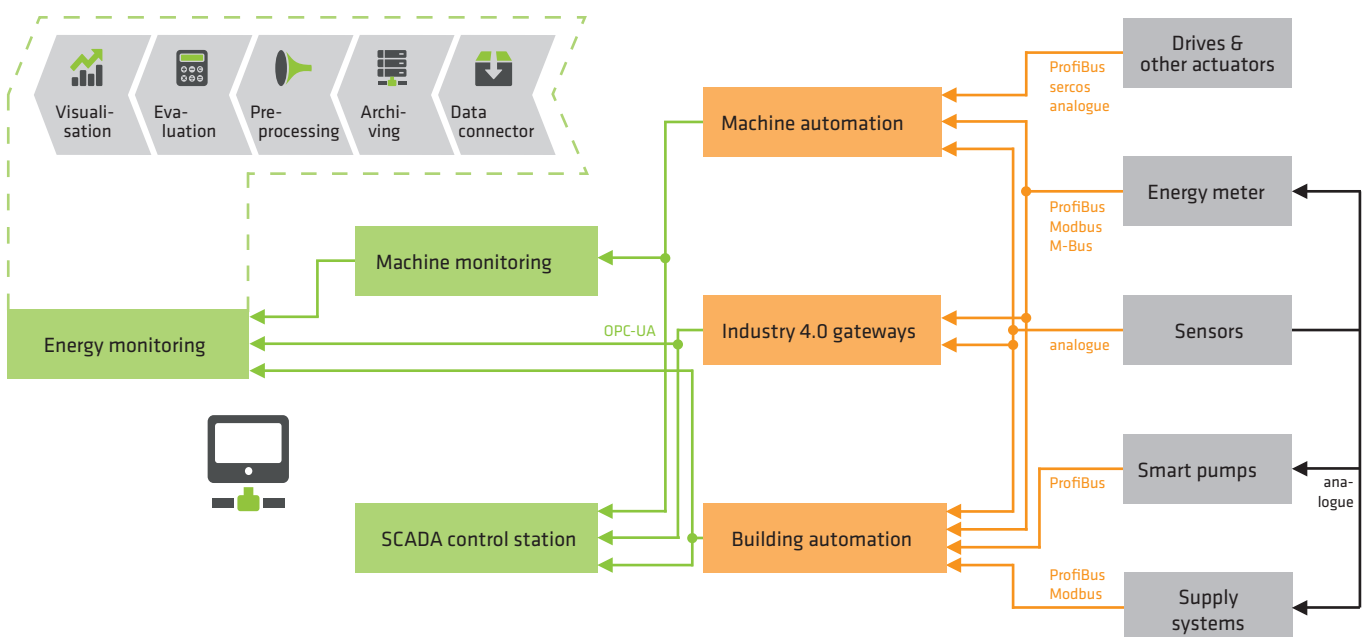 Visuali-
sation
Eva-
luation
Pre-
processing
Archi-
ving
Data
connector
Drives &
other actuators
ProfiBus
sercos
analogue
Machine automation
Energy meter
ProfiBus
Modbus
M-Bus
Machine monitoring
OPC-UA
Industry 4.0 gateways
analogue
Sensors
Energy monitoring
Smart pumps
ProfiBus
ana-
logue
SCADA control station
Building automation
ProfiBus
Modbus
Supply
systems